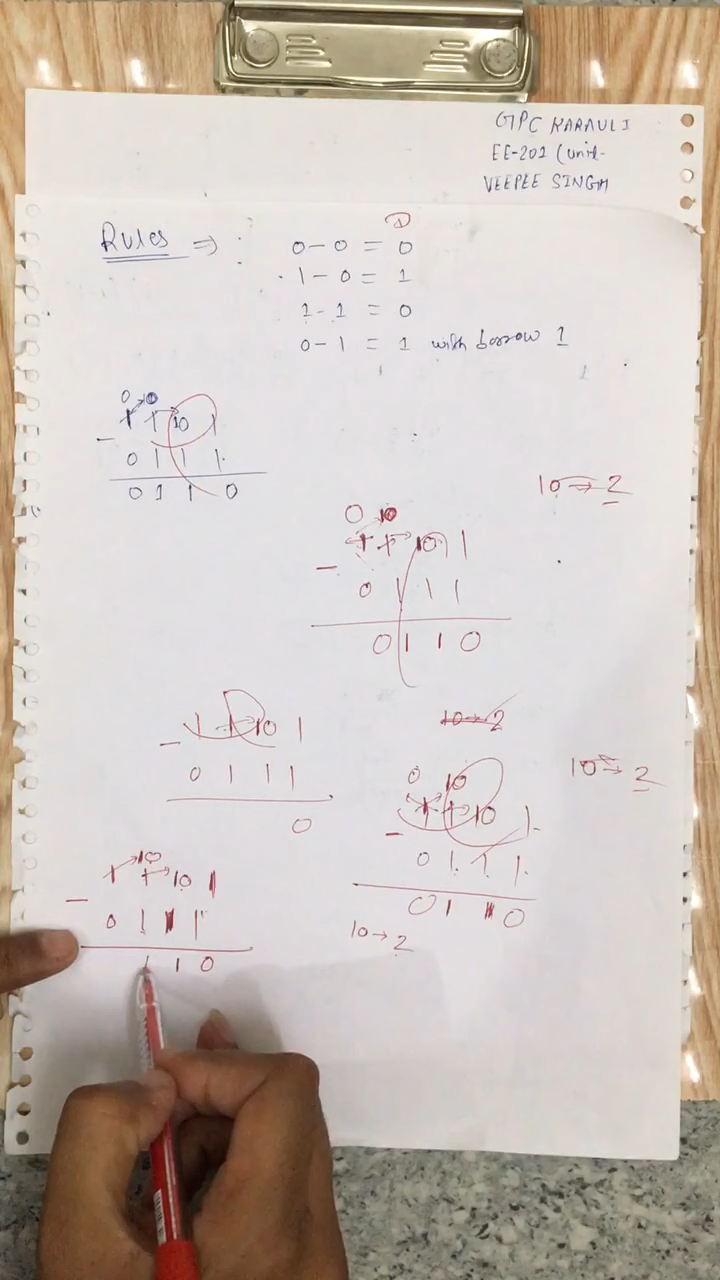 GPC KARAULI
EE-201 (unit-
VEEPEE SINGH
Rules ⇒ :
1
0-0 = 0
1-0 = 1
1-1 = 0
0-1 = 1 with borrow 1
0 10
1 1 10 1
- 0 1 1 1
0 1 1 0
10→2
0 10
1 1 10 1
- 0 1 1 1
0 1 1 0
1 1 10 1
- 0 1 1 1
0
10→2
10→2
0 10
1 1 10 1
- 0 1 1 1
0 1 1 0
10→2
10
1 1 10 1
- 0 1 1 1
1 1 0